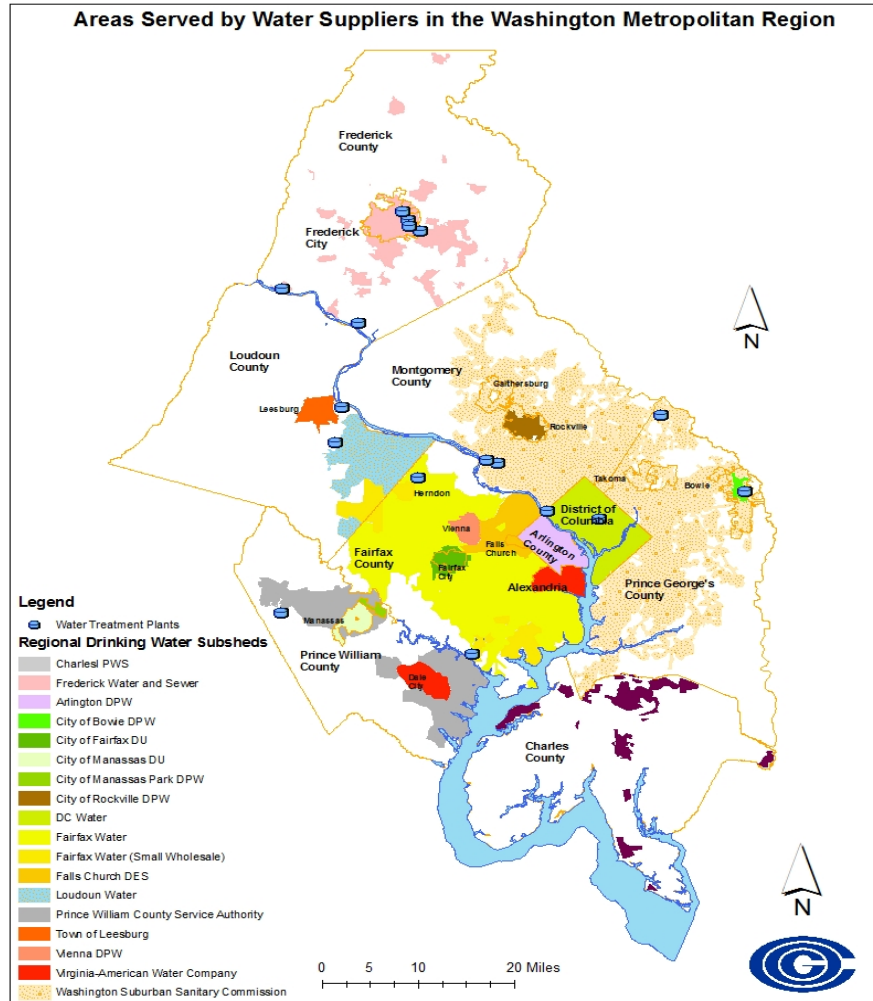 Areas Served by Water Suppliers in the Washington Metropolitan Region
Frederick
County
Frederick
City
N
Loudoun
County
Montgomery
County
Gaithersburg
Leesburg
Rockville
Takoma
Bowie
Herndon
District of
Columbia
Vienna
Falls
Church
Arlington
County
Fairfax
County
Fairfax
City
Alexandria
Prince George's
County
Manassas
Prince William
County
Dale
City
Charles
County
Legend
Water Treatment Plants
Regional Drinking Water Subsheds
Charlesl PWS
Frederick Water and Sewer
Arlington DPW
City of Bowie DPW
City of Fairfax DU
City of Manassas DU
City of Manassas Park DPW
City of Rockville DPW
DC Water
Fairfax Water
Fairfax Water (Small Wholesale)
Falls Church DES
Loudoun Water
Prince William County Service Authority
Town of Leesburg
Vienna DPW
Virginia-American Water Company
Washington Suburban Sanitary Commission
0 5 10 20 Miles
N